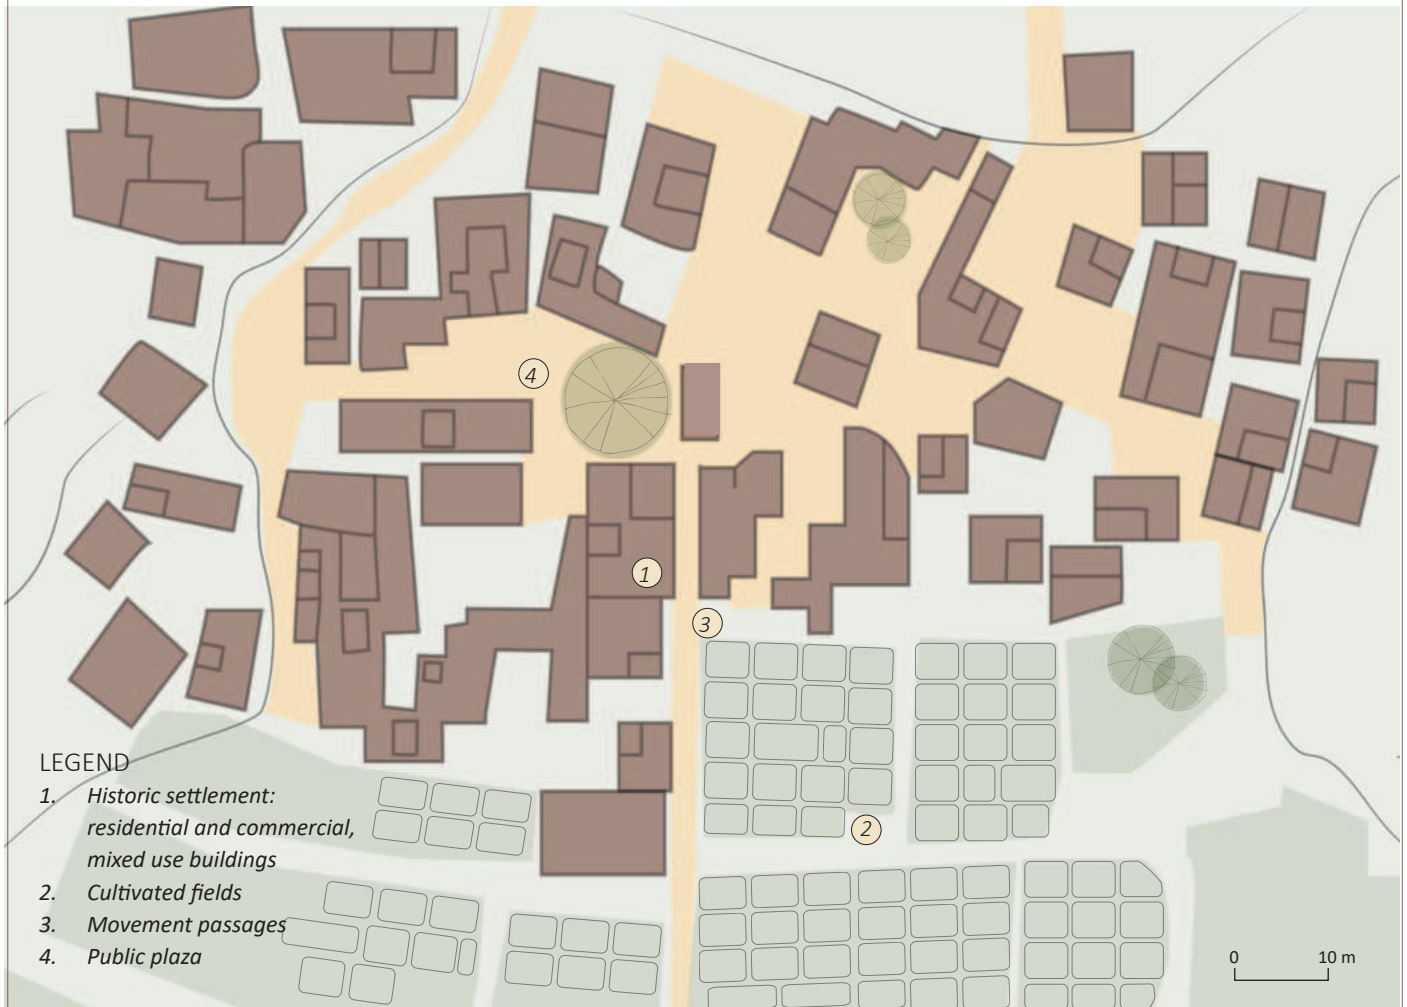 4
1
3
2
LEGEND
1. Historic settlement:
residential and commercial,
mixed use buildings
2. Cultivated fields
3. Movement passages
4. Public plaza
0 10 m